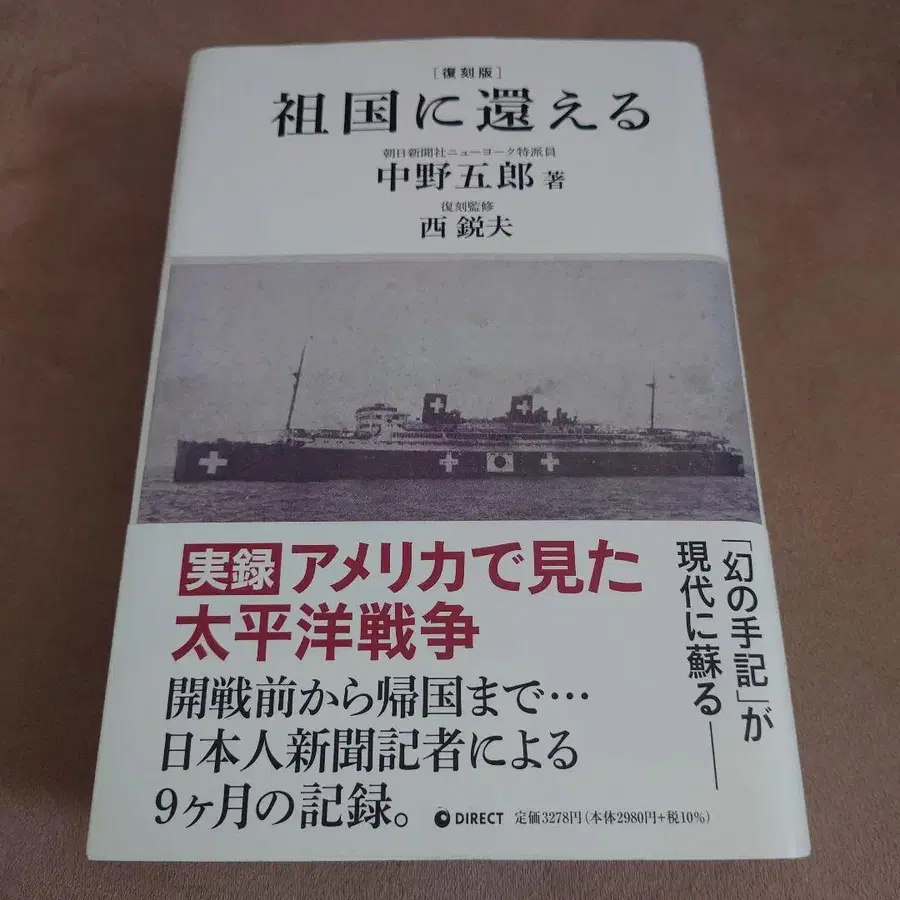 ［復刻版］
祖国に還える
朝日新聞社ニューヨーク特派員
中野五郎 著
復刻監修
西 鋭夫
実録 アメリカで見た
太平洋戦争
「幻の手記」が
現代に蘇る――
開戦前から帰国まで…
日本人新聞記者による
9ヶ月の記録。
DIRECT 定価3278円（本体2980円+税10％）